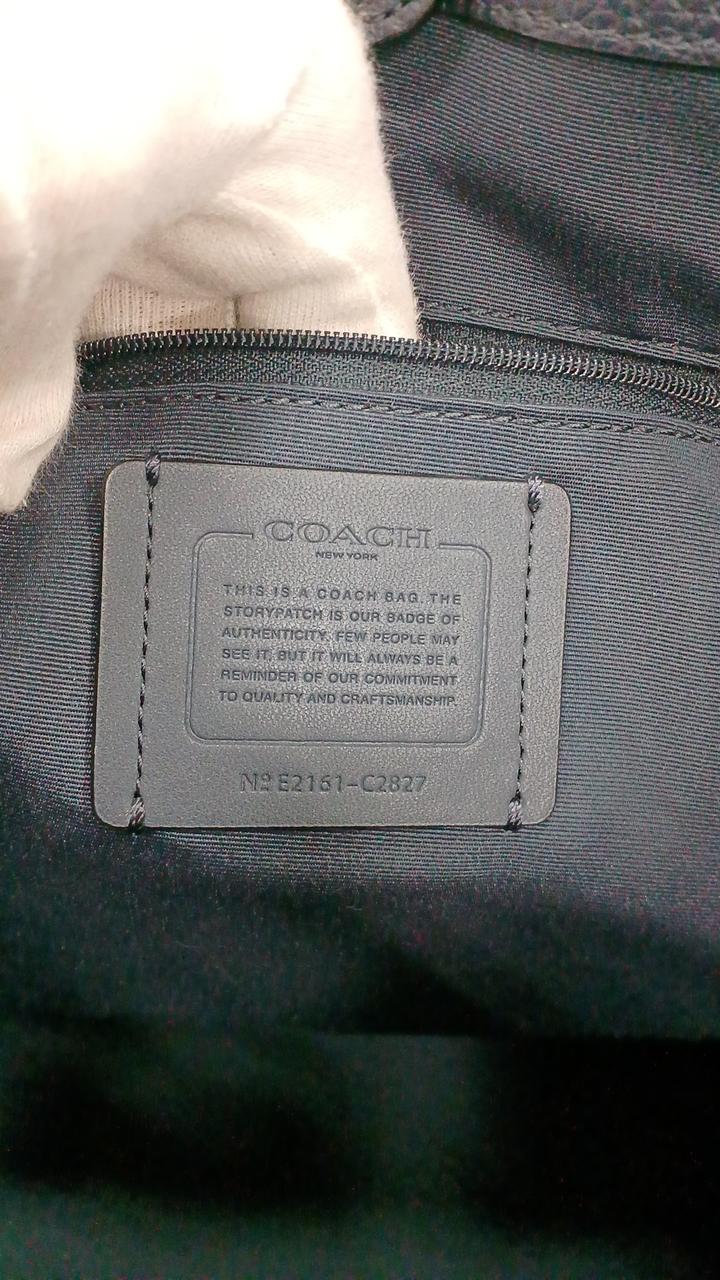 COACH
NEW YORK
THIS IS A COACH BAG. THE
STORYPATCH IS OUR BADGE OF
AUTHENTICITY. FEW PEOPLE MAY
SEE IT, BUT IT WILL ALWAYS BE A
REMINDER OF OUR COMMITMENT
TO QUALITY AND CRAFTSMANSHIP.
Nº E2161-C2827